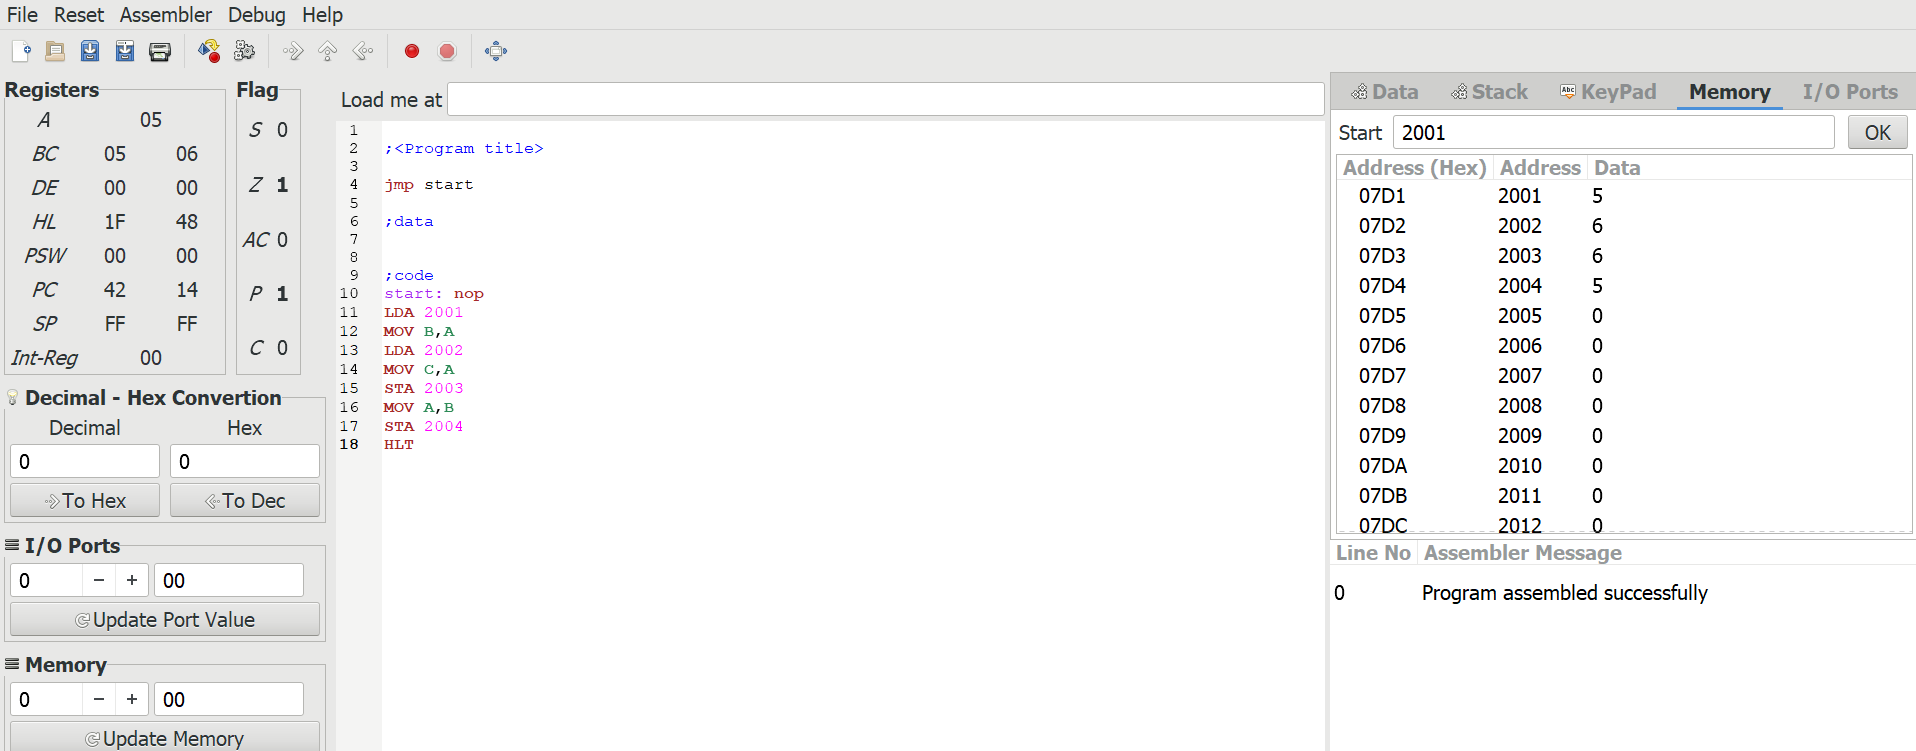 File Reset Assembler Debug Help
Registers
A 05
BC 05 06
DE 00 00
HL 1F 48
PSW 00 00
PC 42 14
SP FF FF
Int-Reg 00
Flag
S 0
Z 1
AC 0
P 1
C 0
Decimal - Hex Convertion
Decimal Hex
0 0
To Hex To Dec
I/O Ports
0 − + 00
Update Port Value
Memory
0 − + 00
Update Memory
Load me at
1
2 ;<Program title>
3
4 jmp start
5
6 ;data
7
8
9 ;code
10 start: nop
11 LDA 2001
12 MOV B,A
13 LDA 2002
14 MOV C,A
15 STA 2003
16 MOV A,B
17 STA 2004
18 HLT
Data Stack Abc KeyPad Memory I/O Ports
Start 2001 OK
Address (Hex) Address Data
07D1 2001 5
07D2 2002 6
07D3 2003 6
07D4 2004 5
07D5 2005 0
07D6 2006 0
07D7 2007 0
07D8 2008 0
07D9 2009 0
07DA 2010 0
07DB 2011 0
07DC 2012 0
Line No Assembler Message
0 Program assembled successfully